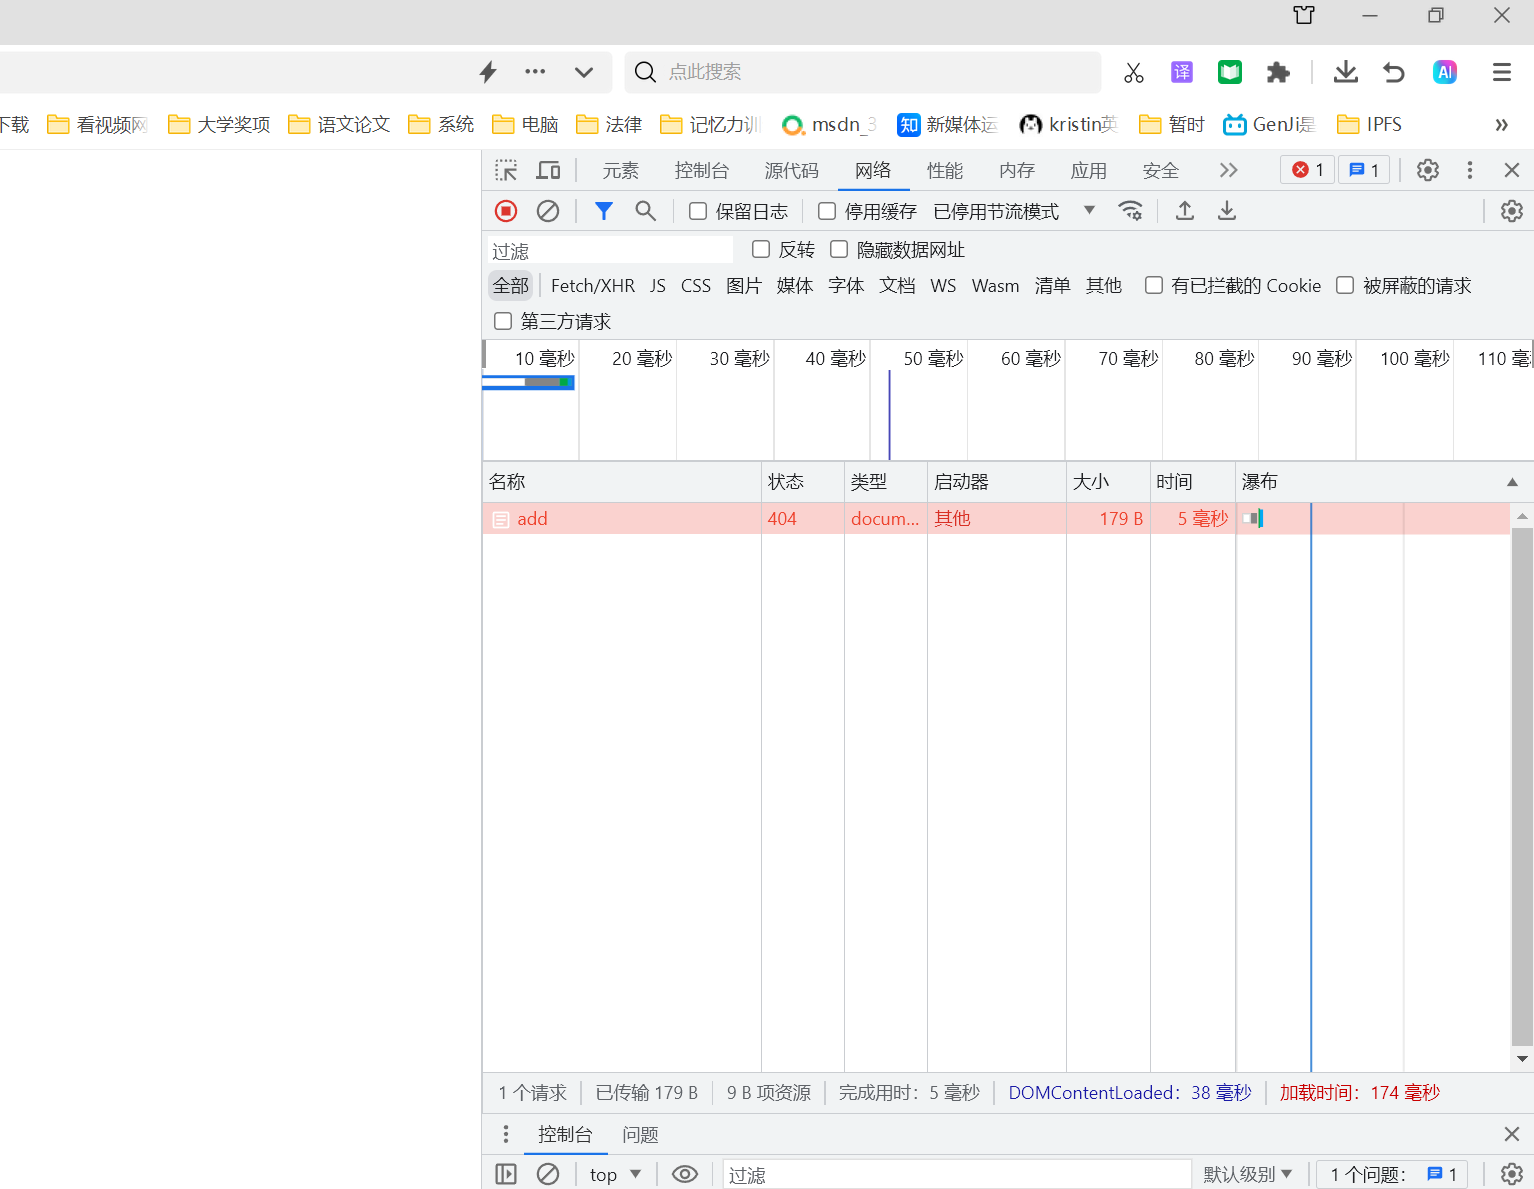 点此搜索 译 AI
下载 看视频网 大学奖项 语文论文 系统 电脑 法律 记忆力训 msdn_3 知 新媒体运 kristin英 暂时 GenJi是 IPFS »
元素 控制台 源代码 网络 性能 内存 应用 安全 1 1
保留日志 停用缓存 已停用节流模式
过滤 反转 隐藏数据网址
全部 Fetch/XHR JS CSS 图片 媒体 字体 文档 WS Wasm 清单 其他 有已拦截的 Cookie 被屏蔽的请求
第三方请求
10 毫秒 20 毫秒 30 毫秒 40 毫秒 50 毫秒 60 毫秒 70 毫秒 80 毫秒 90 毫秒 100 毫秒 110 毫
名称 状态 类型 启动器 大小 时间 瀑布
add 404 docum... 其他 179 B 5 毫秒
1 个请求 已传输 179 B 9 B 项资源 完成用时：5 毫秒 DOMContentLoaded：38 毫秒 加载时间：174 毫秒
控制台 问题
top 过滤 默认级别 1 个问题： 1